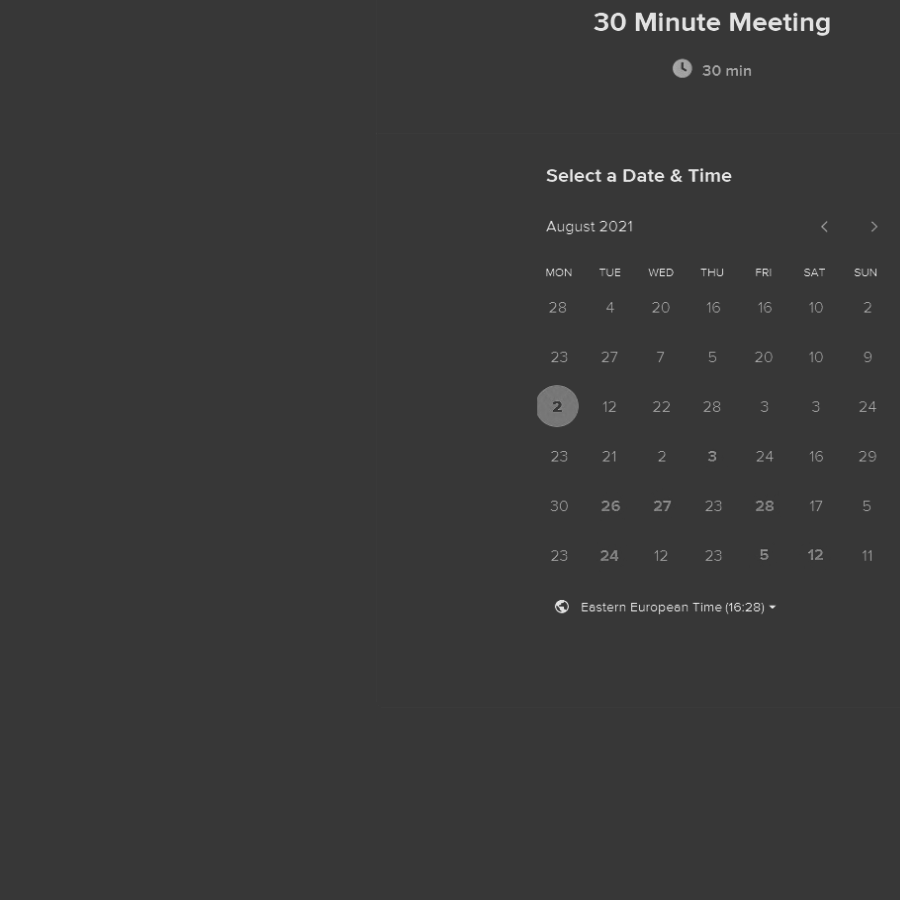 30 Minute Meeting
30 min
Select a Date & Time
August 2021
MON TUE WED THU FRI SAT SUN
28 4 20 16 16 10 2
23 27 7 5 20 10 9
2 12 22 28 3 3 24
23 21 2 3 24 16 29
30 26 27 23 28 17 5
23 24 12 23 5 12 11
Eastern European Time (16:28)